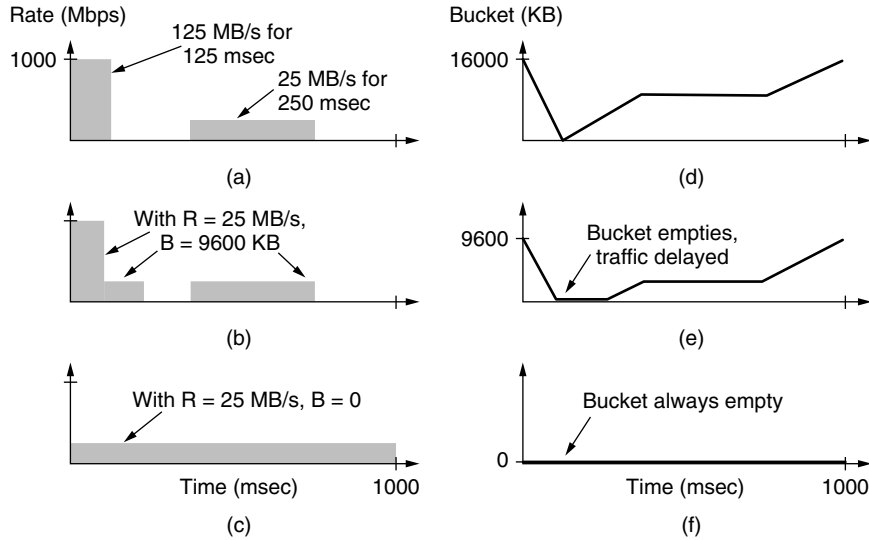 Rate (Mbps)
1000
125 MB/s for
125 msec
25 MB/s for
250 msec
1000
(a)
Bucket (KB)
16000
1000
(d)
With R = 25 MB/s,
B = 9600 KB
(b)
9600
Bucket empties,
traffic delayed
(e)
With R = 25 MB/s, B = 0
Time (msec)
1000
(c)
Bucket always empty
0
Time (msec)
1000
(f)